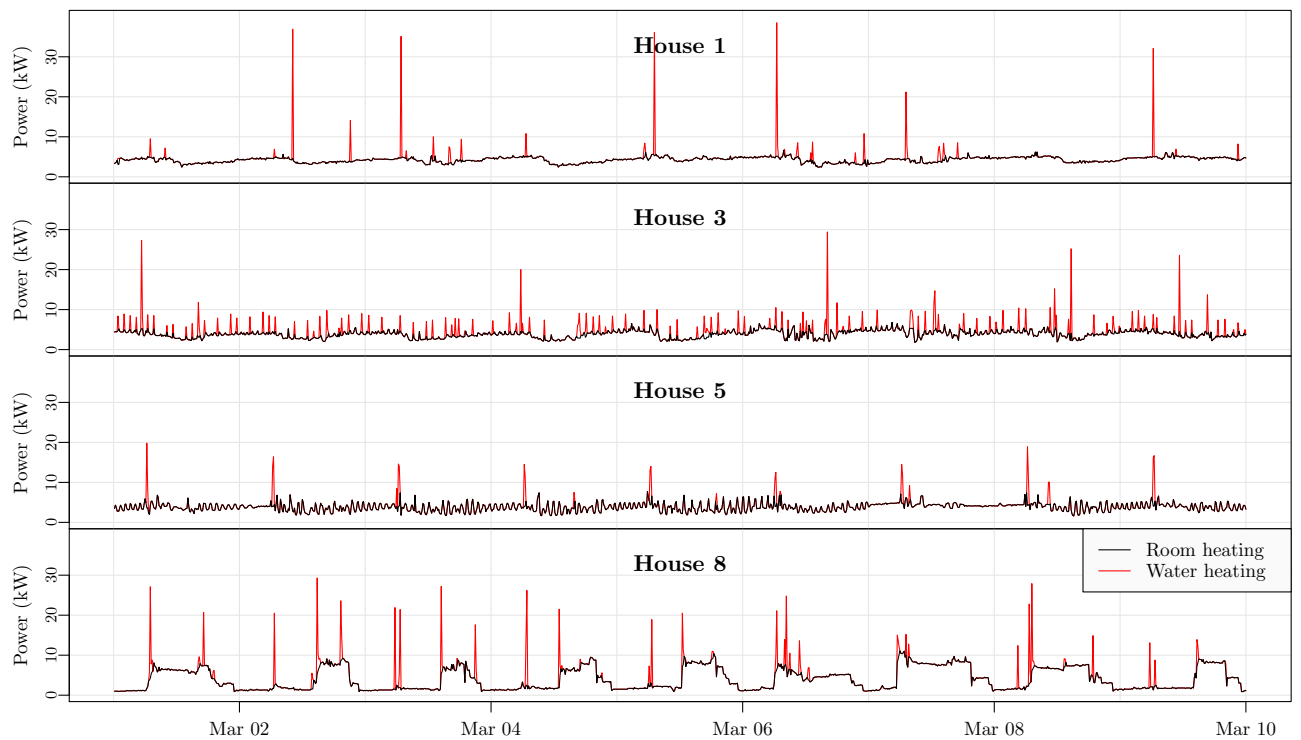 House 1
Power (kW)
0 10 20 30
House 3
Power (kW)
0 10 20 30
House 5
Power (kW)
0 10 20 30
House 8
Power (kW)
0 10 20 30
Room heating
Water heating
Mar 02 Mar 04 Mar 06 Mar 08 Mar 10